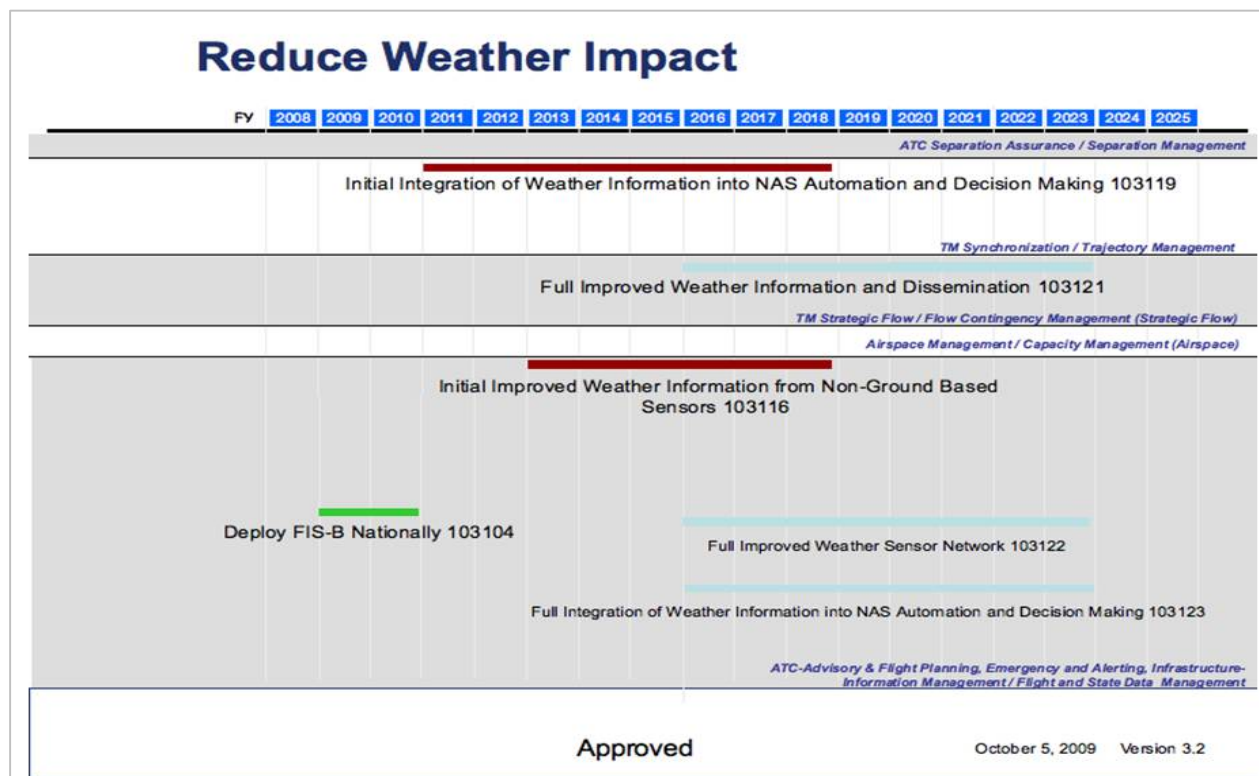 Reduce Weather Impact
FY 2008 2009 2010 2011 2012 2013 2014 2015 2016 2017 2018 2019 2020 2021 2022 2023 2024 2025
ATC Separation Assurance / Separation Management
Initial Integration of Weather Information into NAS Automation and Decision Making 103119
TM Synchronization / Trajectory Management
Full Improved Weather Information and Dissemination 103121
TM Strategic Flow / Flow Contingency Management (Strategic Flow)
Airspace Management / Capacity Management (Airspace)
Initial Improved Weather Information from Non-Ground Based
Sensors 103116
Deploy FIS-B Nationally 103104
Full Improved Weather Sensor Network 103122
Full Integration of Weather Information into NAS Automation and Decision Making 103123
ATC-Advisory & Flight Planning, Emergency and Alerting, Infrastructure-
Information Management / Flight and State Data Management
Approved
October 5, 2009 Version 3.2